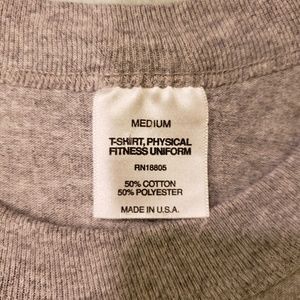 MEDIUM
T-SHIRT, PHYSICAL
FITNESS UNIFORM
RN18805
50% COTTON
50% POLYESTER
MADE IN U.S.A.